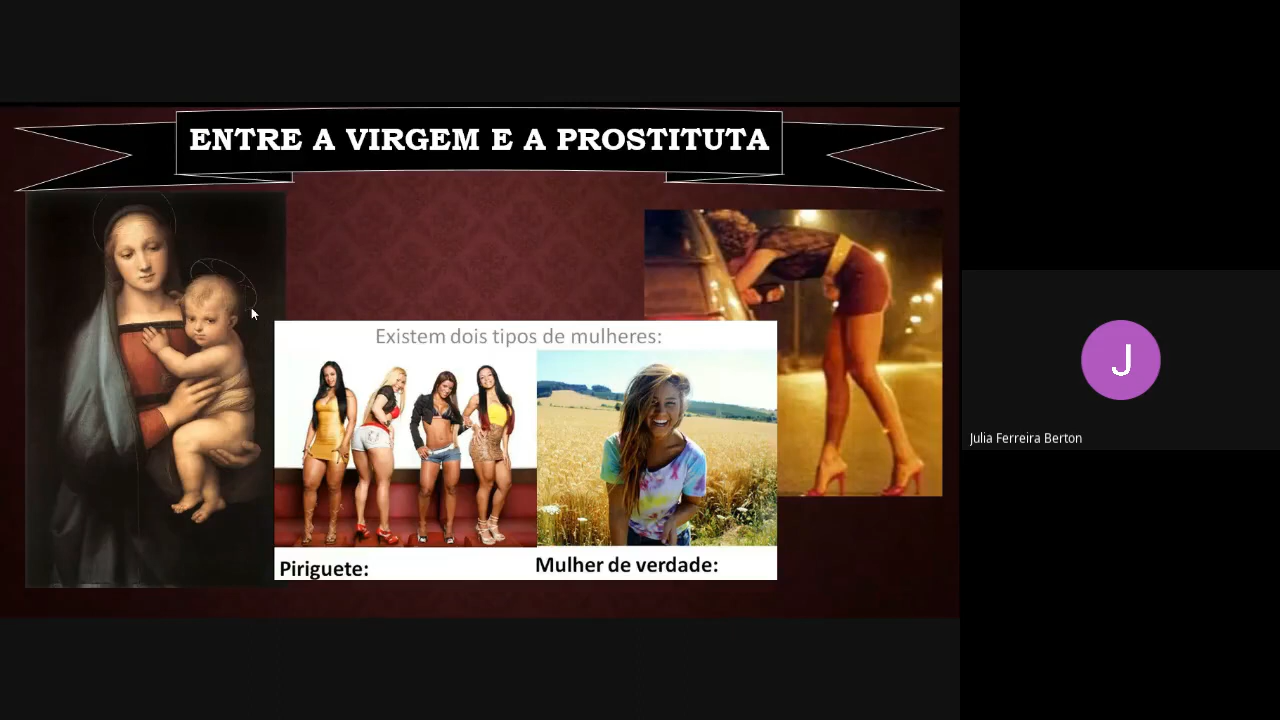 ENTRE A VIRGEM E A PROSTITUTA
Existem dois tipos de mulheres:
Piriguete:
Mulher de verdade:
J
Julia Ferreira Berton